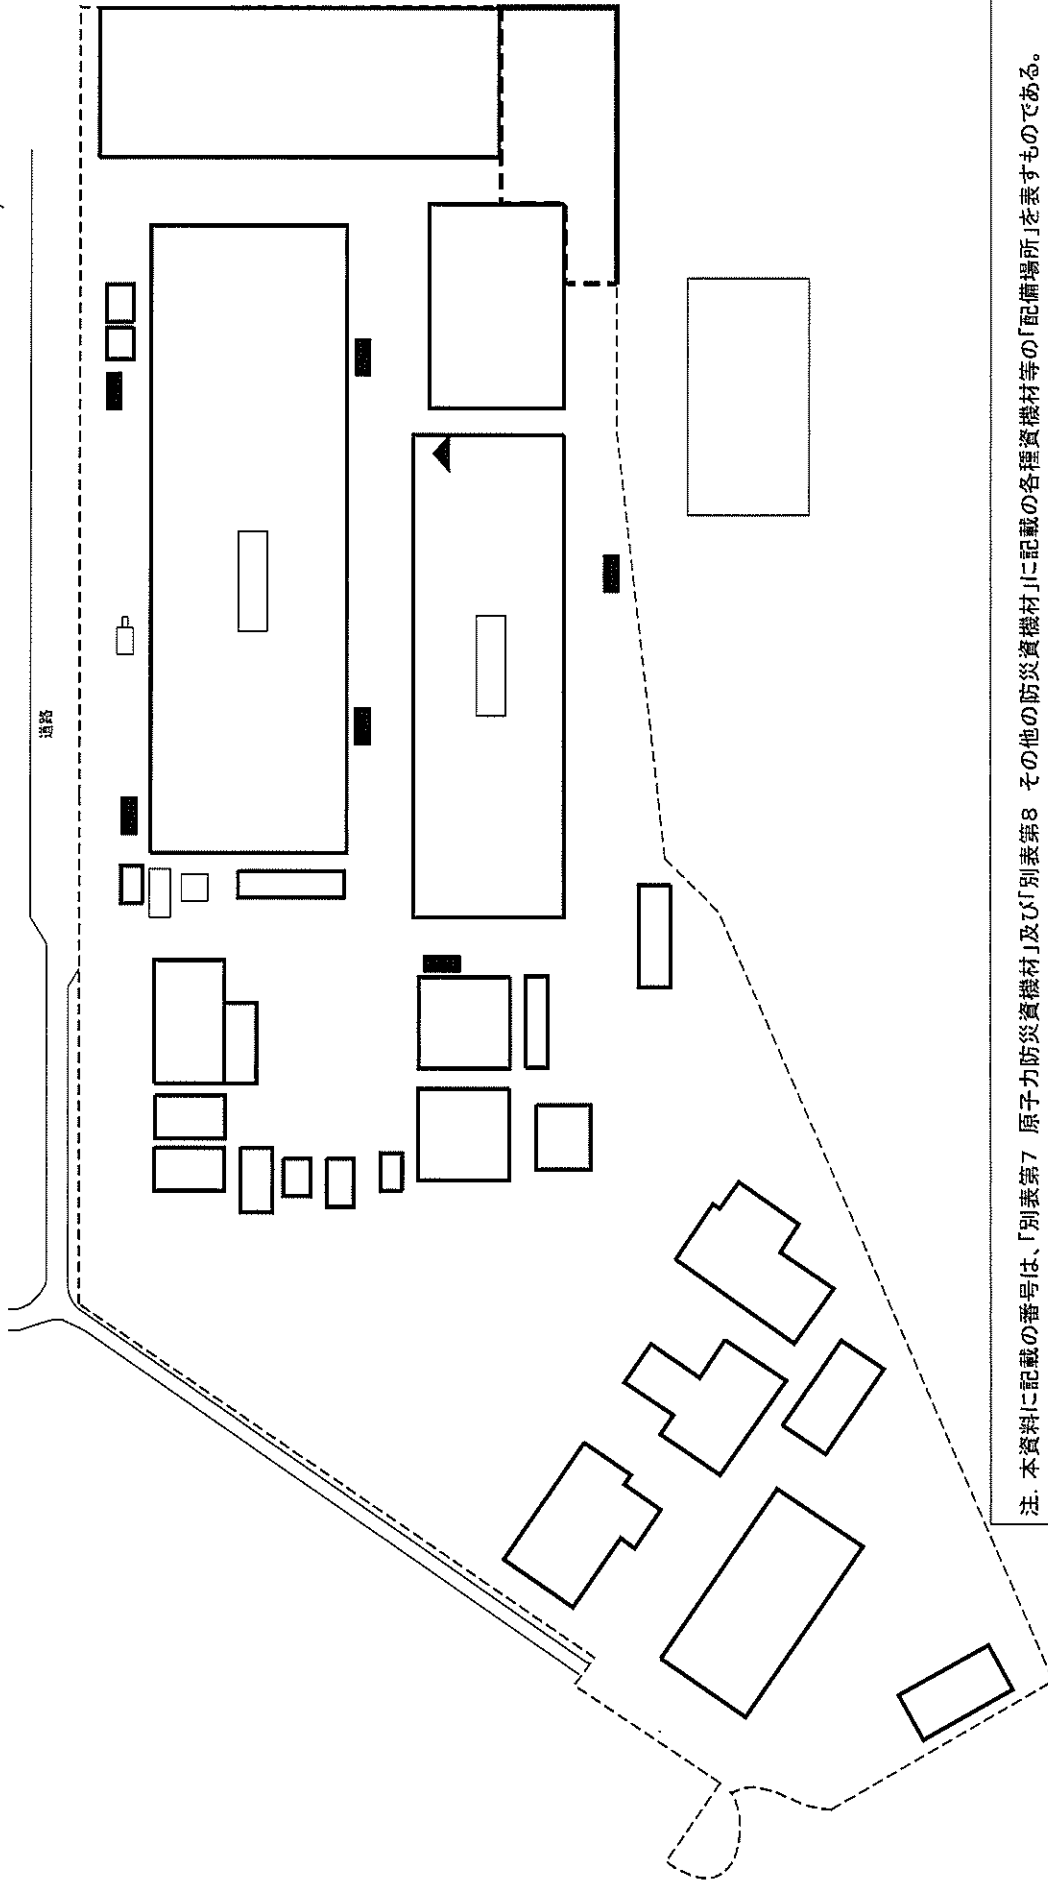 道路
注. 本資料に記載の番号は、「別表第7 原子力防災資機材」及び「別表第8 その他の防災資機材」に記載の各種資機材等の「配備場所」を表すものである。